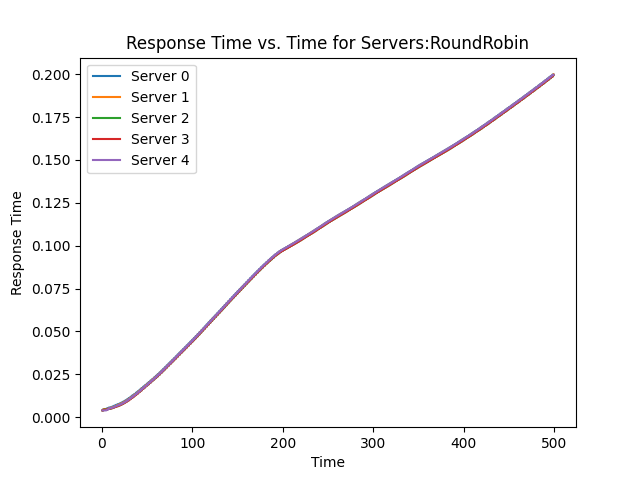 Response Time vs. Time for Servers:RoundRobin
Server 0
Server 1
Server 2
Server 3
Server 4
Response Time
0.200
0.175
0.150
0.125
0.100
0.075
0.050
0.025
0.000
0 100 200 300 400 500
Time